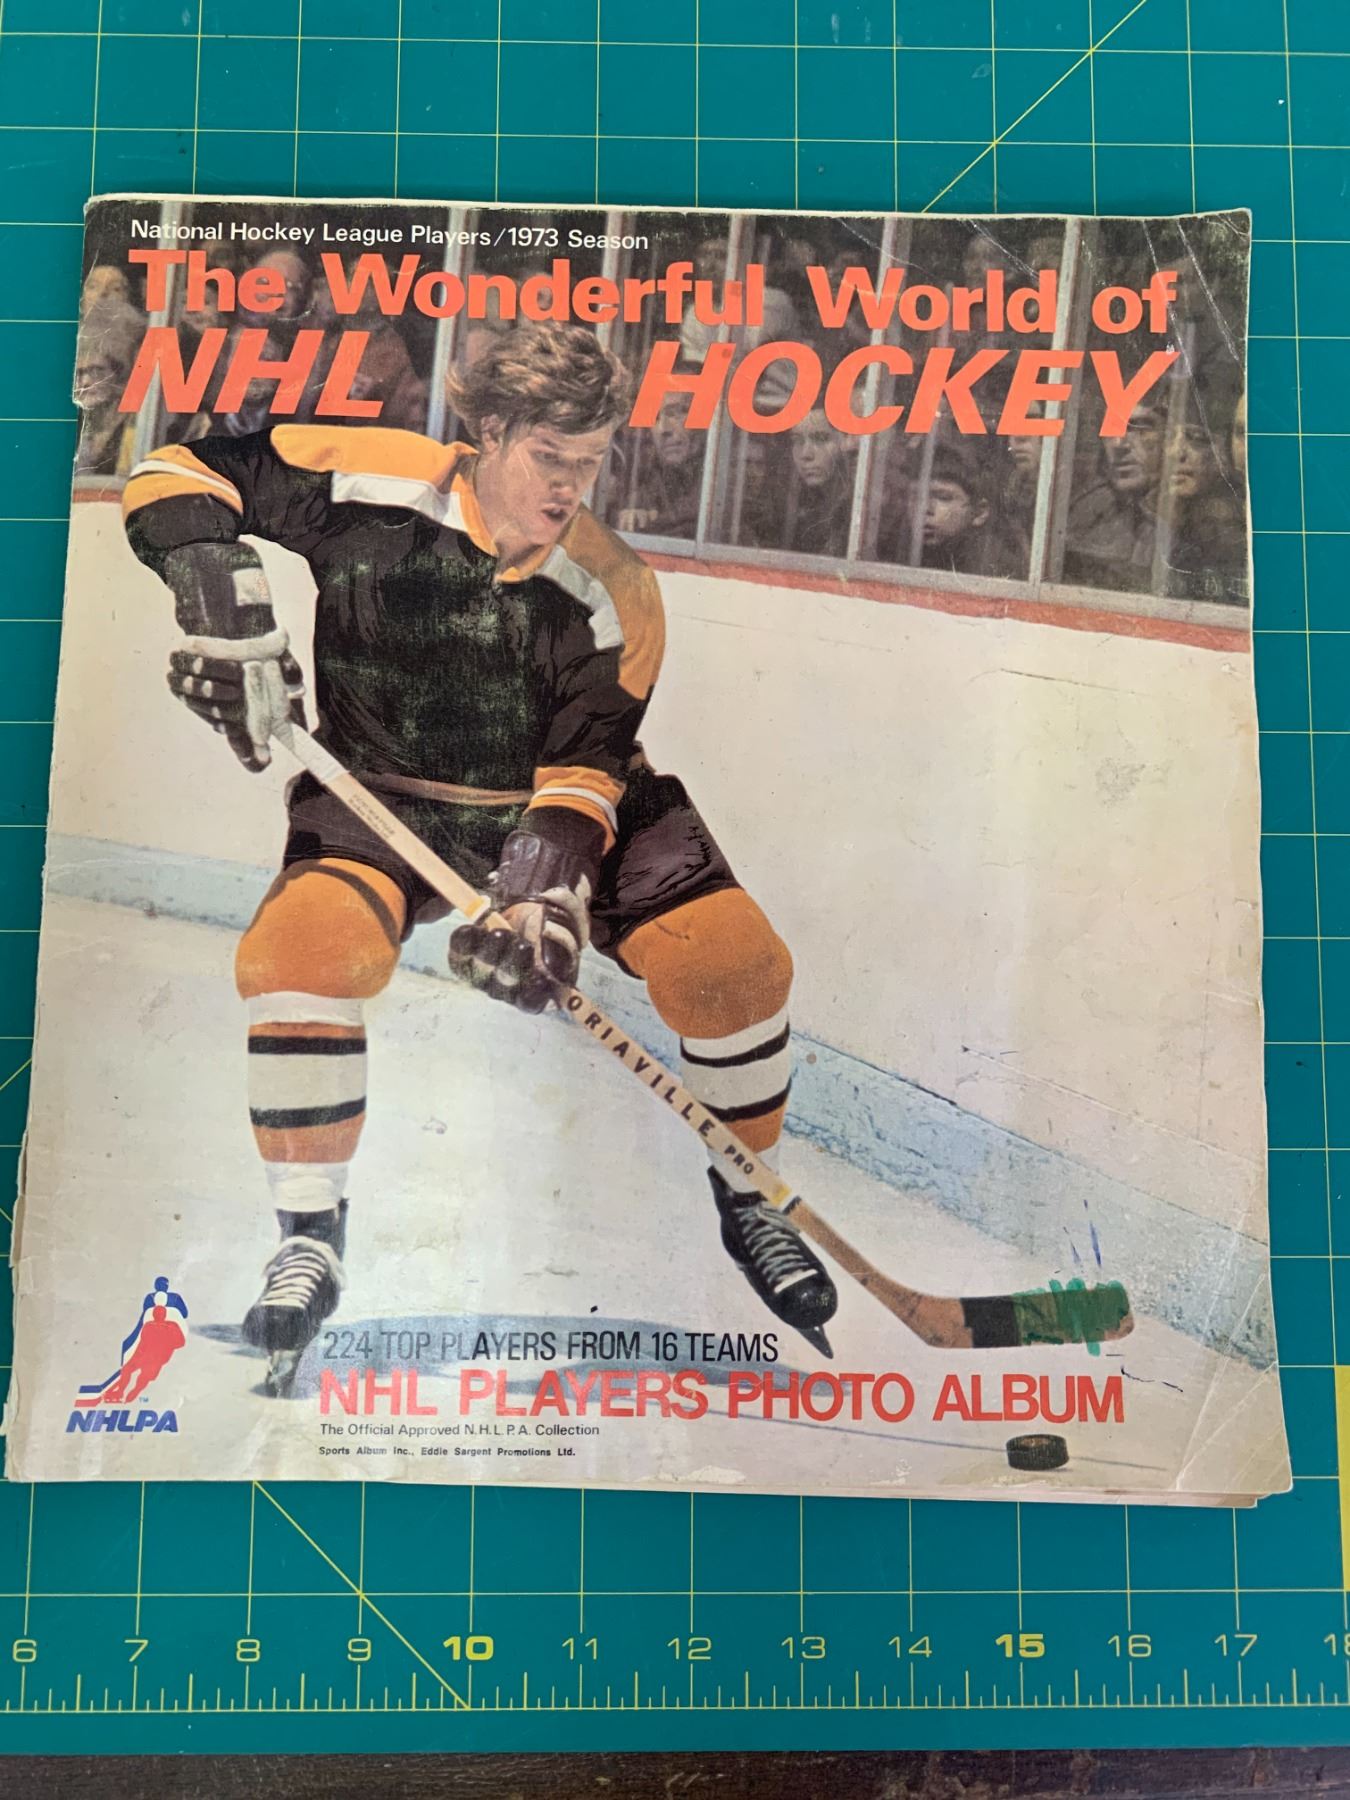 National Hockey League Players/1973 Season
The Wonderful World of
NHL HOCKEY
ORIAVILLE PRO
224 TOP PLAYERS FROM 16 TEAMS
NHL PLAYERS PHOTO ALBUM
The Official Approved N.H.L.P.A. Collection
Sports Album Inc., Eddie Sargent Promotions Ltd.
TM
NHLPA
6 7 8 9 10 11 12 13 14 15 16 17 18